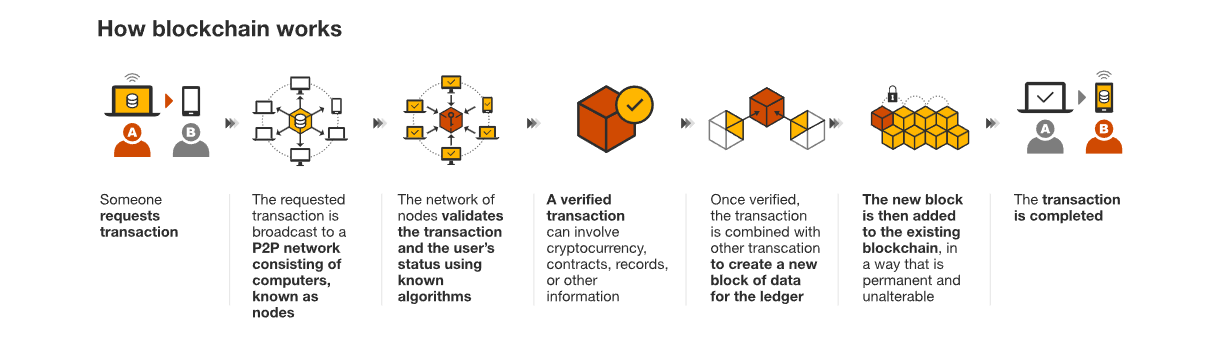 How blockchain works
A
B
A
B
Someone
requests
transaction
The requested
transaction is
broadcast to a
P2P network
consisting of
computers,
known as
nodes
The network of
nodes validates
the transaction
and the user's
status using
known
algorithms
A verified
transaction
can involve
cryptocurrency,
contracts, records,
or other
information
Once verified,
the transaction
is combined with
other transcation
to create a new
block of data
for the ledger
The new block
is then added
to the existing
blockchain, in
a way that is
permanent and
unalterable
The transaction
is completed